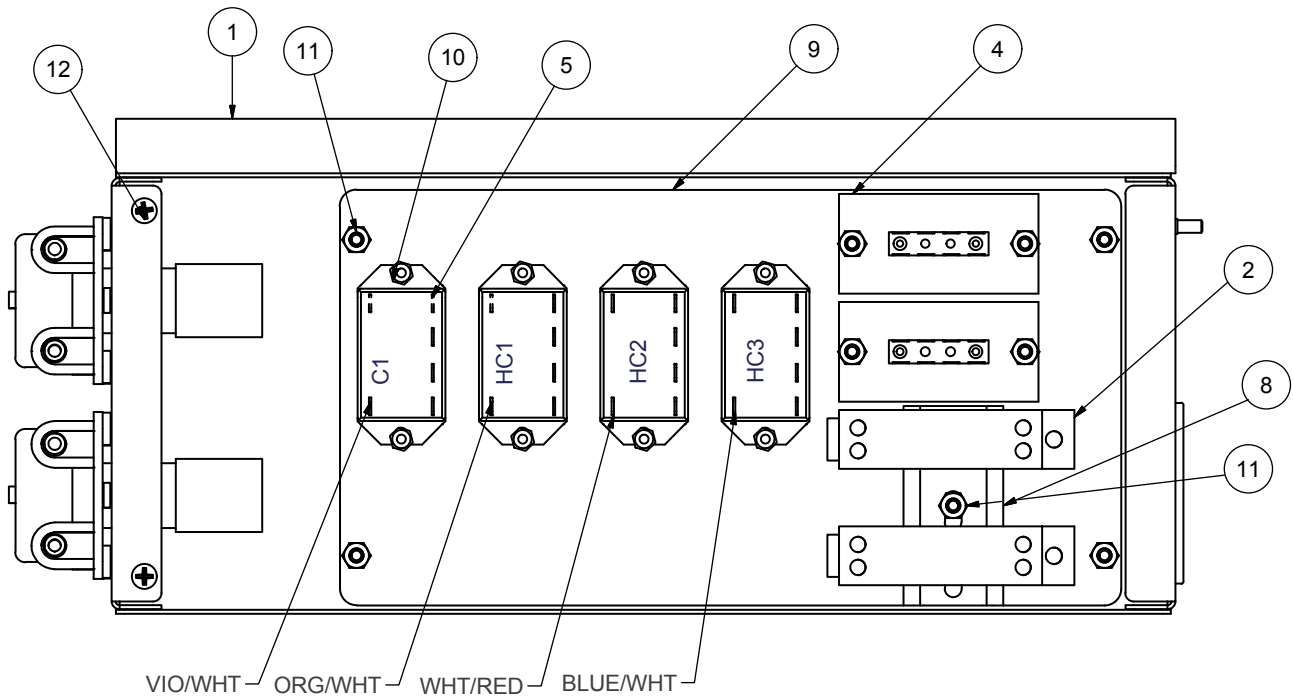 1
11
10
5
9
4
12
2
8
11
C1
HC1
HC2
HC3
VIO/WHT
ORG/WHT
WHT/RED
BLUE/WHT